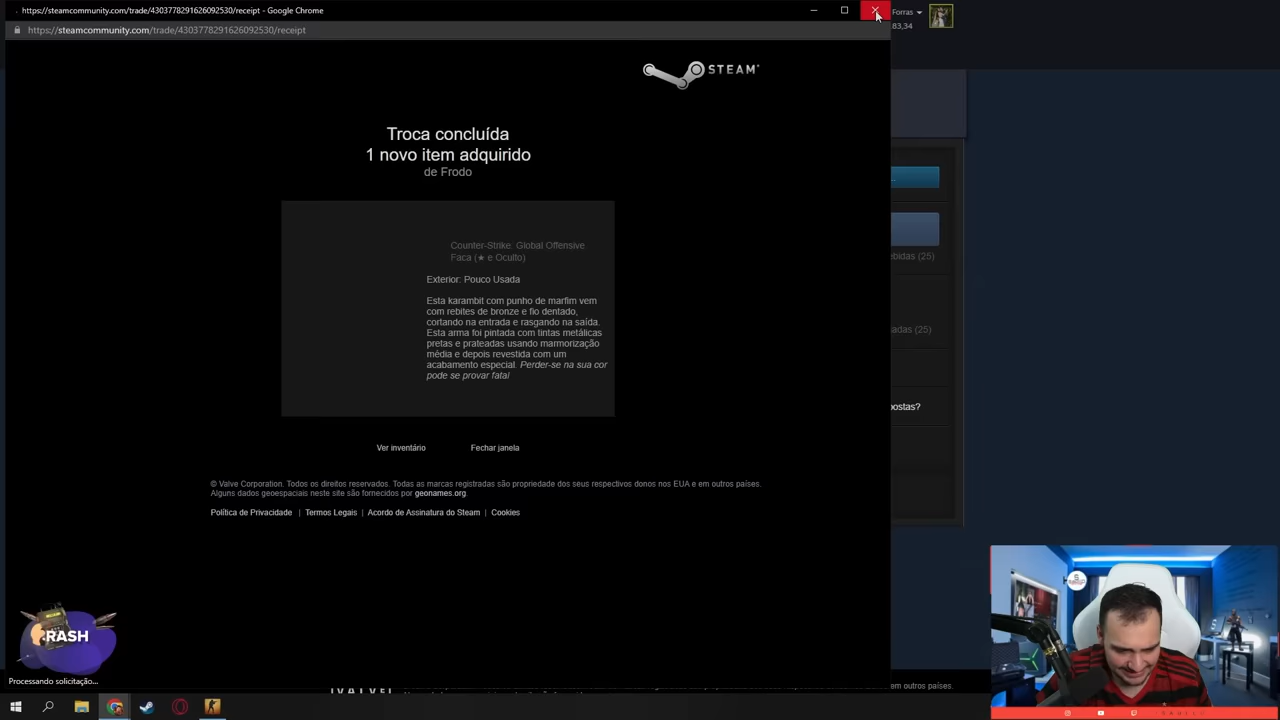 https://steamcommunity.com/trade/4303778291626092530/receipt - Google Chrome
Forras
83,34
https://steamcommunity.com/trade/4303778291626092530/receipt
STEAM
Troca concluída
1 novo item adquirido
de Frodo
Counter-Strike: Global Offensive
Faca (★ e Oculto)
Exterior: Pouco Usada
Esta karambit com punho de marfim vem
com rebites de bronze e fio dentado,
cortando na entrada e rasgando na saída.
Esta arma foi pintada com tintas metálicas
pretas e prateadas usando marmorização
média e depois revestida com um
acabamento especial. Perder-se na sua cor
pode se provar fatal
ebidas (25)
adas (25)
postas?
Ver inventário Fechar janela
© Valve Corporation. Todos os direitos reservados. Todas as marcas registradas são propriedade dos seus respectivos donos nos EUA e em outros países.
Alguns dados geoespaciais neste site são fornecidos por geonames.org.
Política de Privacidade | Termos Legais | Acordo de Assinatura do Steam | Cookies
RASH
Processando solicitação...
em outros países.